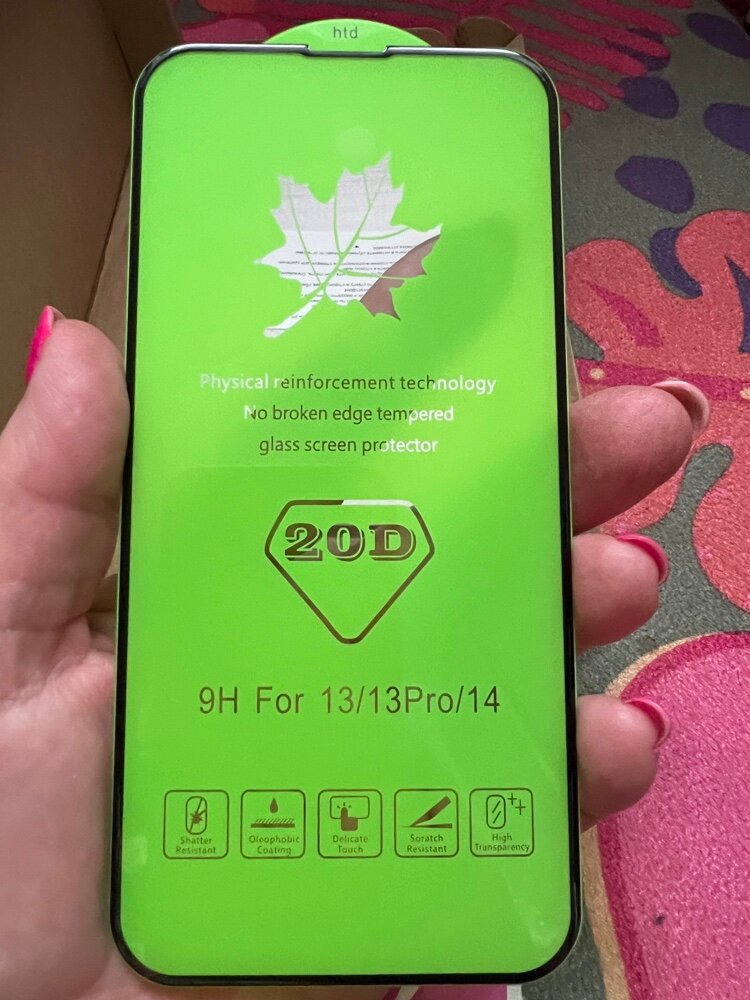 htd
Physical reinforcement technology
No broken edge tempered
glass screen protector
20D
9H For 13/13Pro/14
Shatter
Resistant
Oleophobic
Coating
Delicate
Touch
Soratch
Resistant
High
Transparency